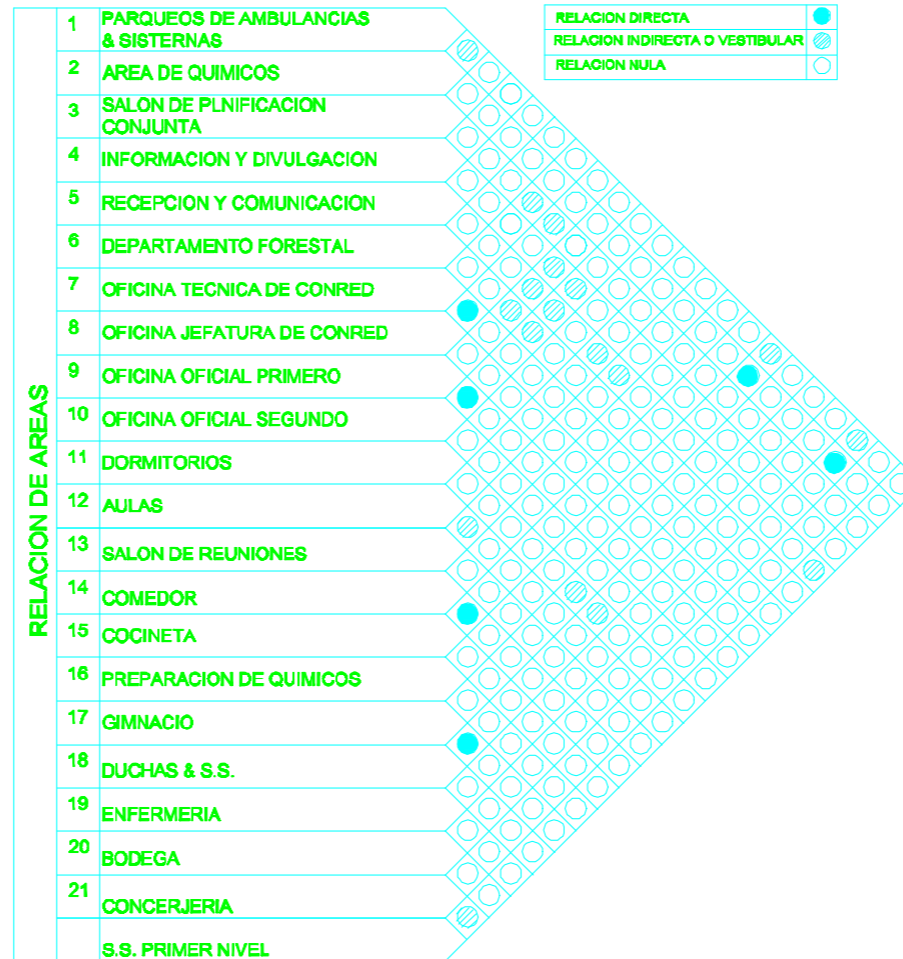 RELACION DIRECTA
RELACION INDIRECTA O VESTIBULAR
RELACION NULA
RELACION DE AREAS
1 PARQUEOS DE AMBULANCIAS
& SISTERNAS
2 AREA DE QUIMICOS
3 SALON DE PLNIFICACION
CONJUNTA
4 INFORMACION Y DIVULGACION
5 RECEPCION Y COMUNICACION
6 DEPARTAMENTO FORESTAL
7 OFICINA TECNICA DE CONRED
8 OFICINA JEFATURA DE CONRED
9 OFICINA OFICIAL PRIMERO
10 OFICINA OFICIAL SEGUNDO
11 DORMITORIOS
12 AULAS
13 SALON DE REUNIONES
14 COMEDOR
15 COCINETA
16 PREPARACION DE QUIMICOS
17 GIMNACIO
18 DUCHAS & S.S.
19 ENFERMERIA
20 BODEGA
21 CONCERJERIA
S.S. PRIMER NIVEL